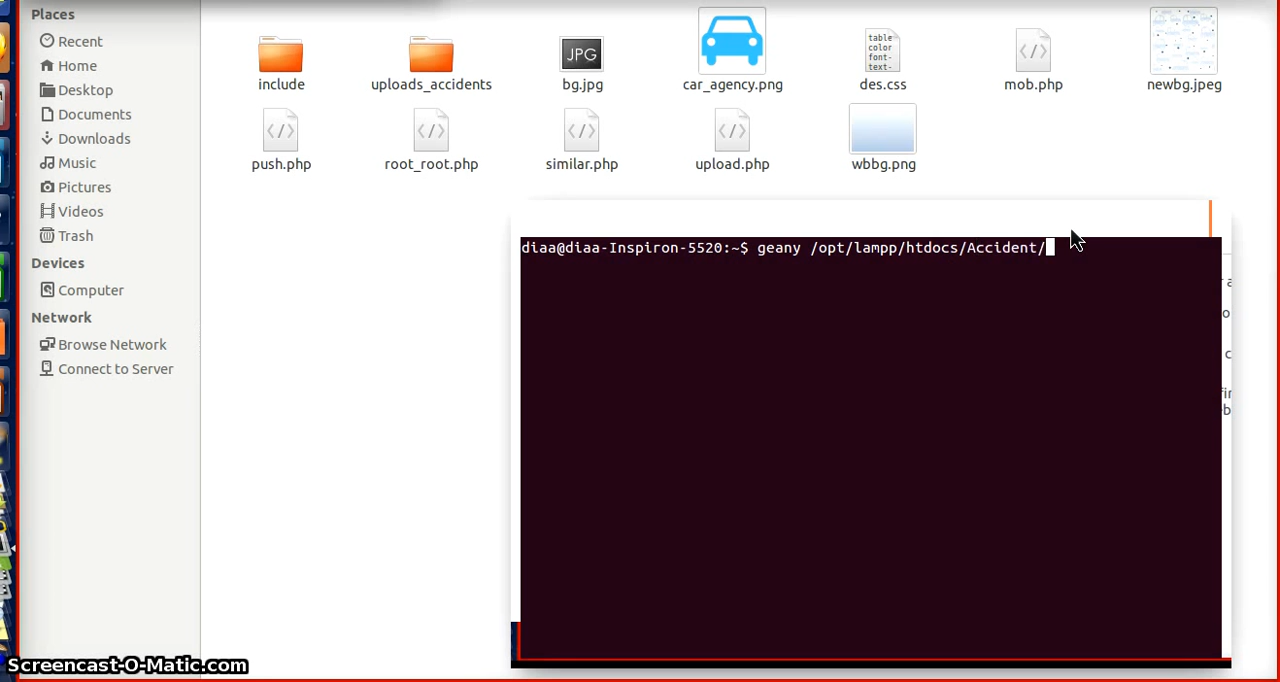 Places
Recent
Home
Desktop
Documents
Downloads
Music
Pictures
Videos
Trash
Devices
Computer
Network
Browse Network
Connect to Server
include
uploads_accidents
JPG
bg.jpg
car_agency.png
table
color
font-
text-
des.css
</>
mob.php
newbg.jpeg
</>
push.php
</>
root_root.php
</>
similar.php
</>
upload.php
wbbg.png
diaa@diaa-Inspiron-5520:~$ geany /opt/lampp/htdocs/Accident/
Screencast-O-Matic.com